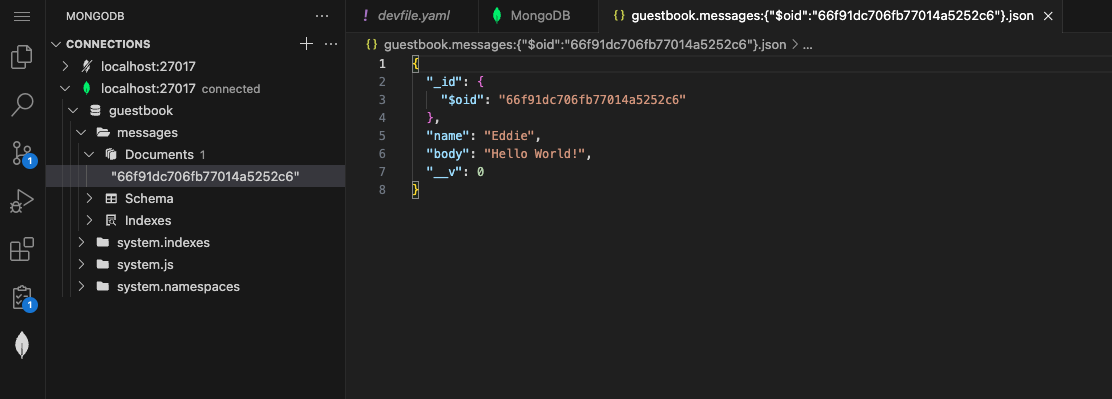 MONGODB
CONNECTIONS
localhost:27017
localhost:27017 connected
guestbook
messages
Documents 1
"66f91dc706fb77014a5252c6"
Schema
Indexes
system.indexes
system.js
system.namespaces
1
1
! devfile.yaml
MongoDB
{} guestbook.messages:{"$oid":"66f91dc706fb77014a5252c6"}.json
{} guestbook.messages:{"$oid":"66f91dc706fb77014a5252c6"}.json > ...
1 {
2 "_id": {
3 "$oid": "66f91dc706fb77014a5252c6"
4 },
5 "name": "Eddie",
6 "body": "Hello World!",
7 "__v": 0
8 }